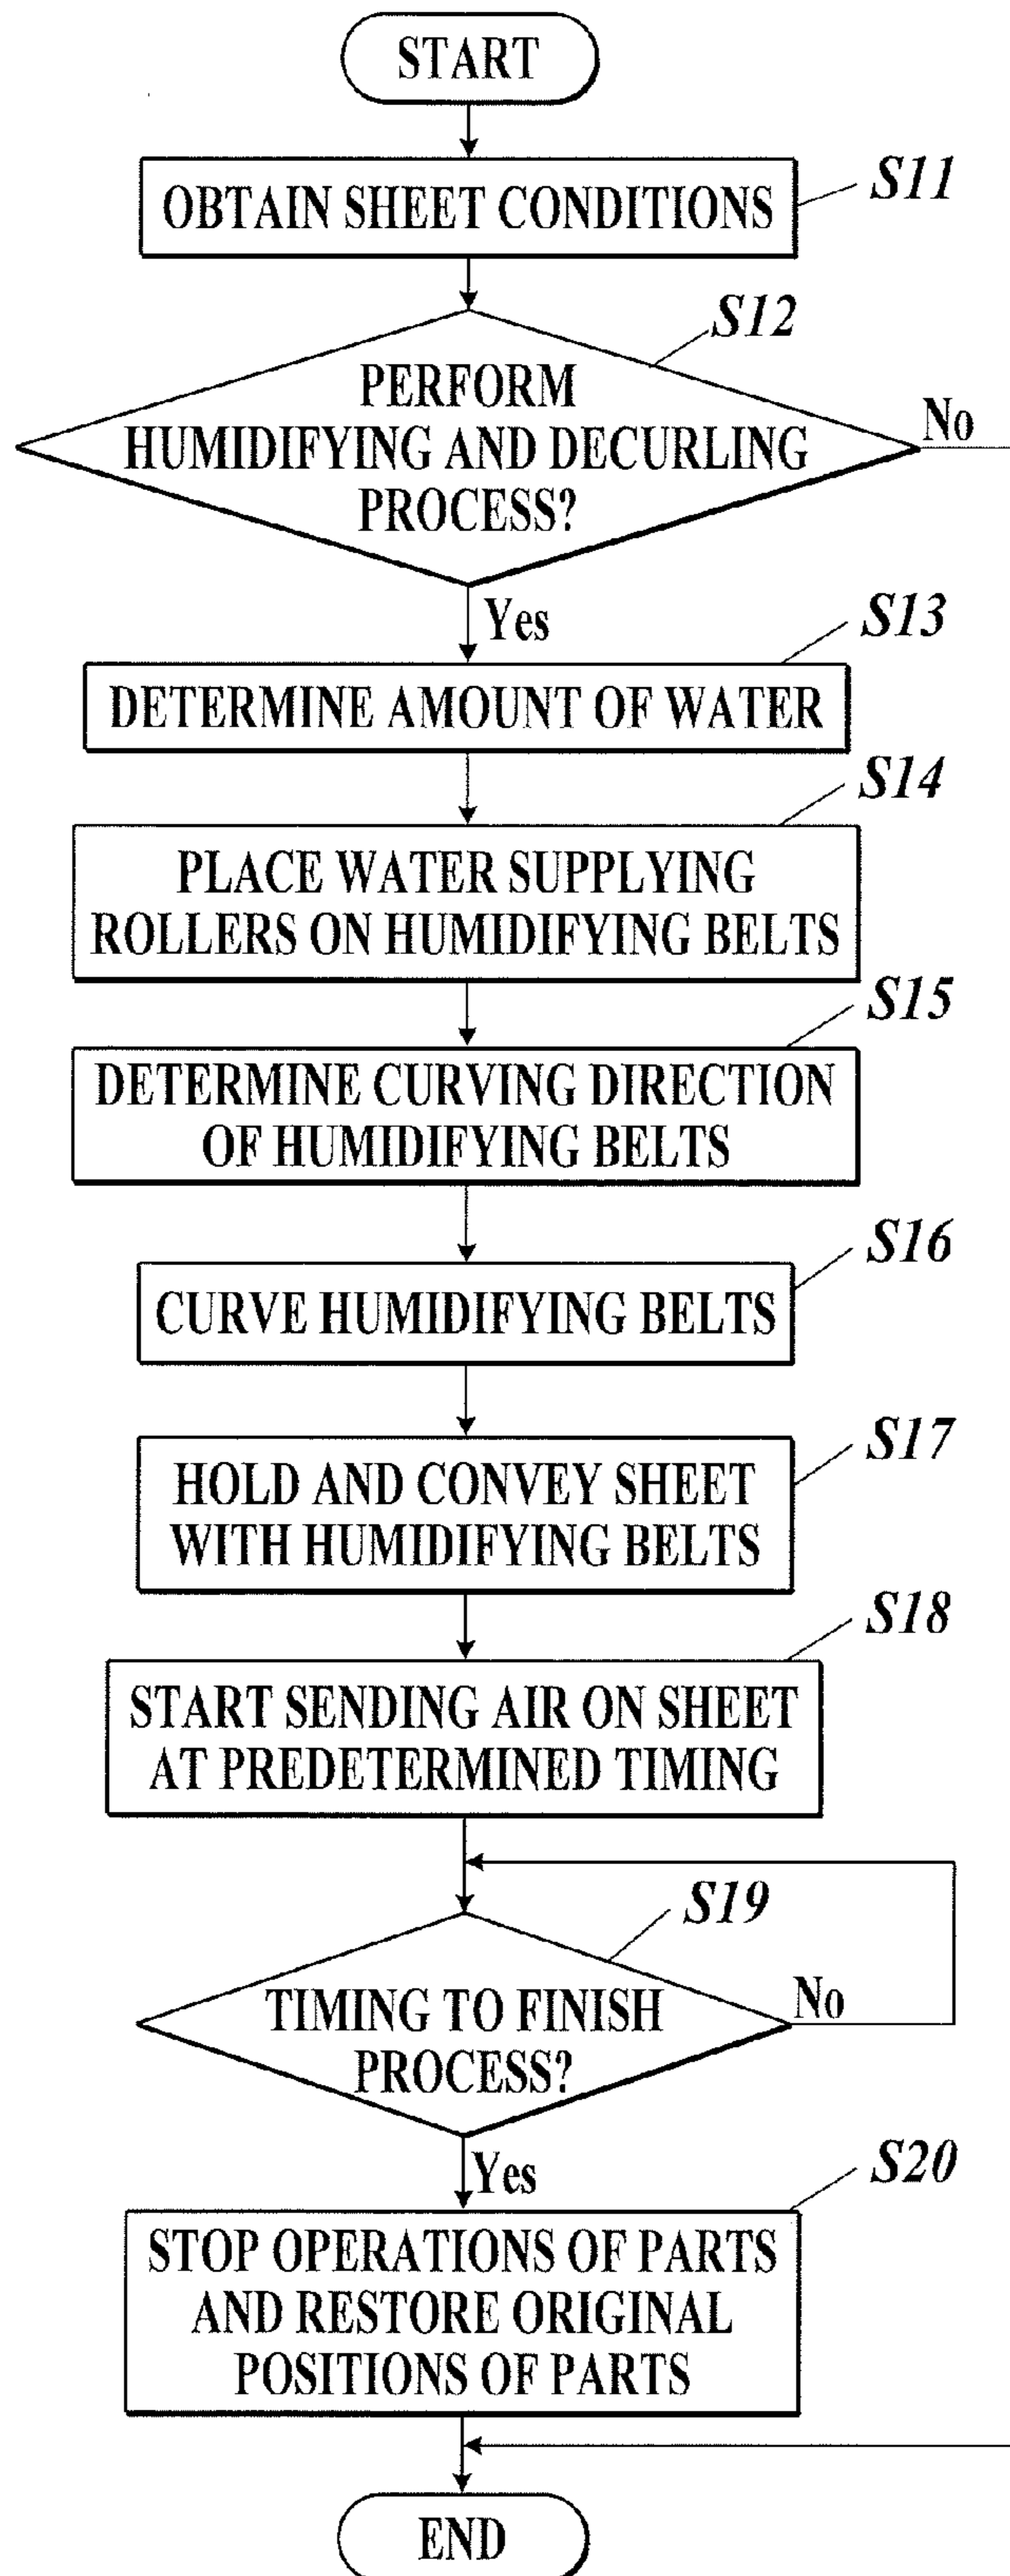 START
OBTAIN SHEET CONDITIONS
S11
S12
PERFORM
HUMIDIFYING AND DECURLING
PROCESS?
No
Yes
S13
DETERMINE AMOUNT OF WATER
S14
PLACE WATER SUPPLYING
ROLLERS ON HUMIDIFYING BELTS
S15
DETERMINE CURVING DIRECTION
OF HUMIDIFYING BELTS
S16
CURVE HUMIDIFYING BELTS
S17
HOLD AND CONVEY SHEET
WITH HUMIDIFYING BELTS
S18
START SENDING AIR ON SHEET
AT PREDETERMINED TIMING
S19
TIMING TO FINISH
PROCESS?
No
Yes
S20
STOP OPERATIONS OF PARTS
AND RESTORE ORIGINAL
POSITIONS OF PARTS
END